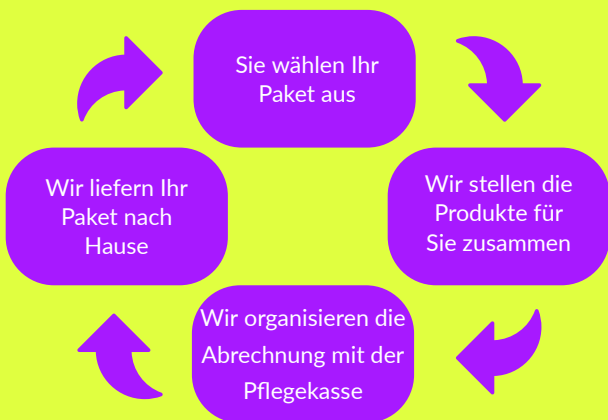 Sie wählen Ihr
Paket aus
Wir stellen die
Produkte für
Sie zusammen
Wir organisieren die
Abrechnung mit der
Pflegekasse
Wir liefern Ihr
Paket nach
Hause